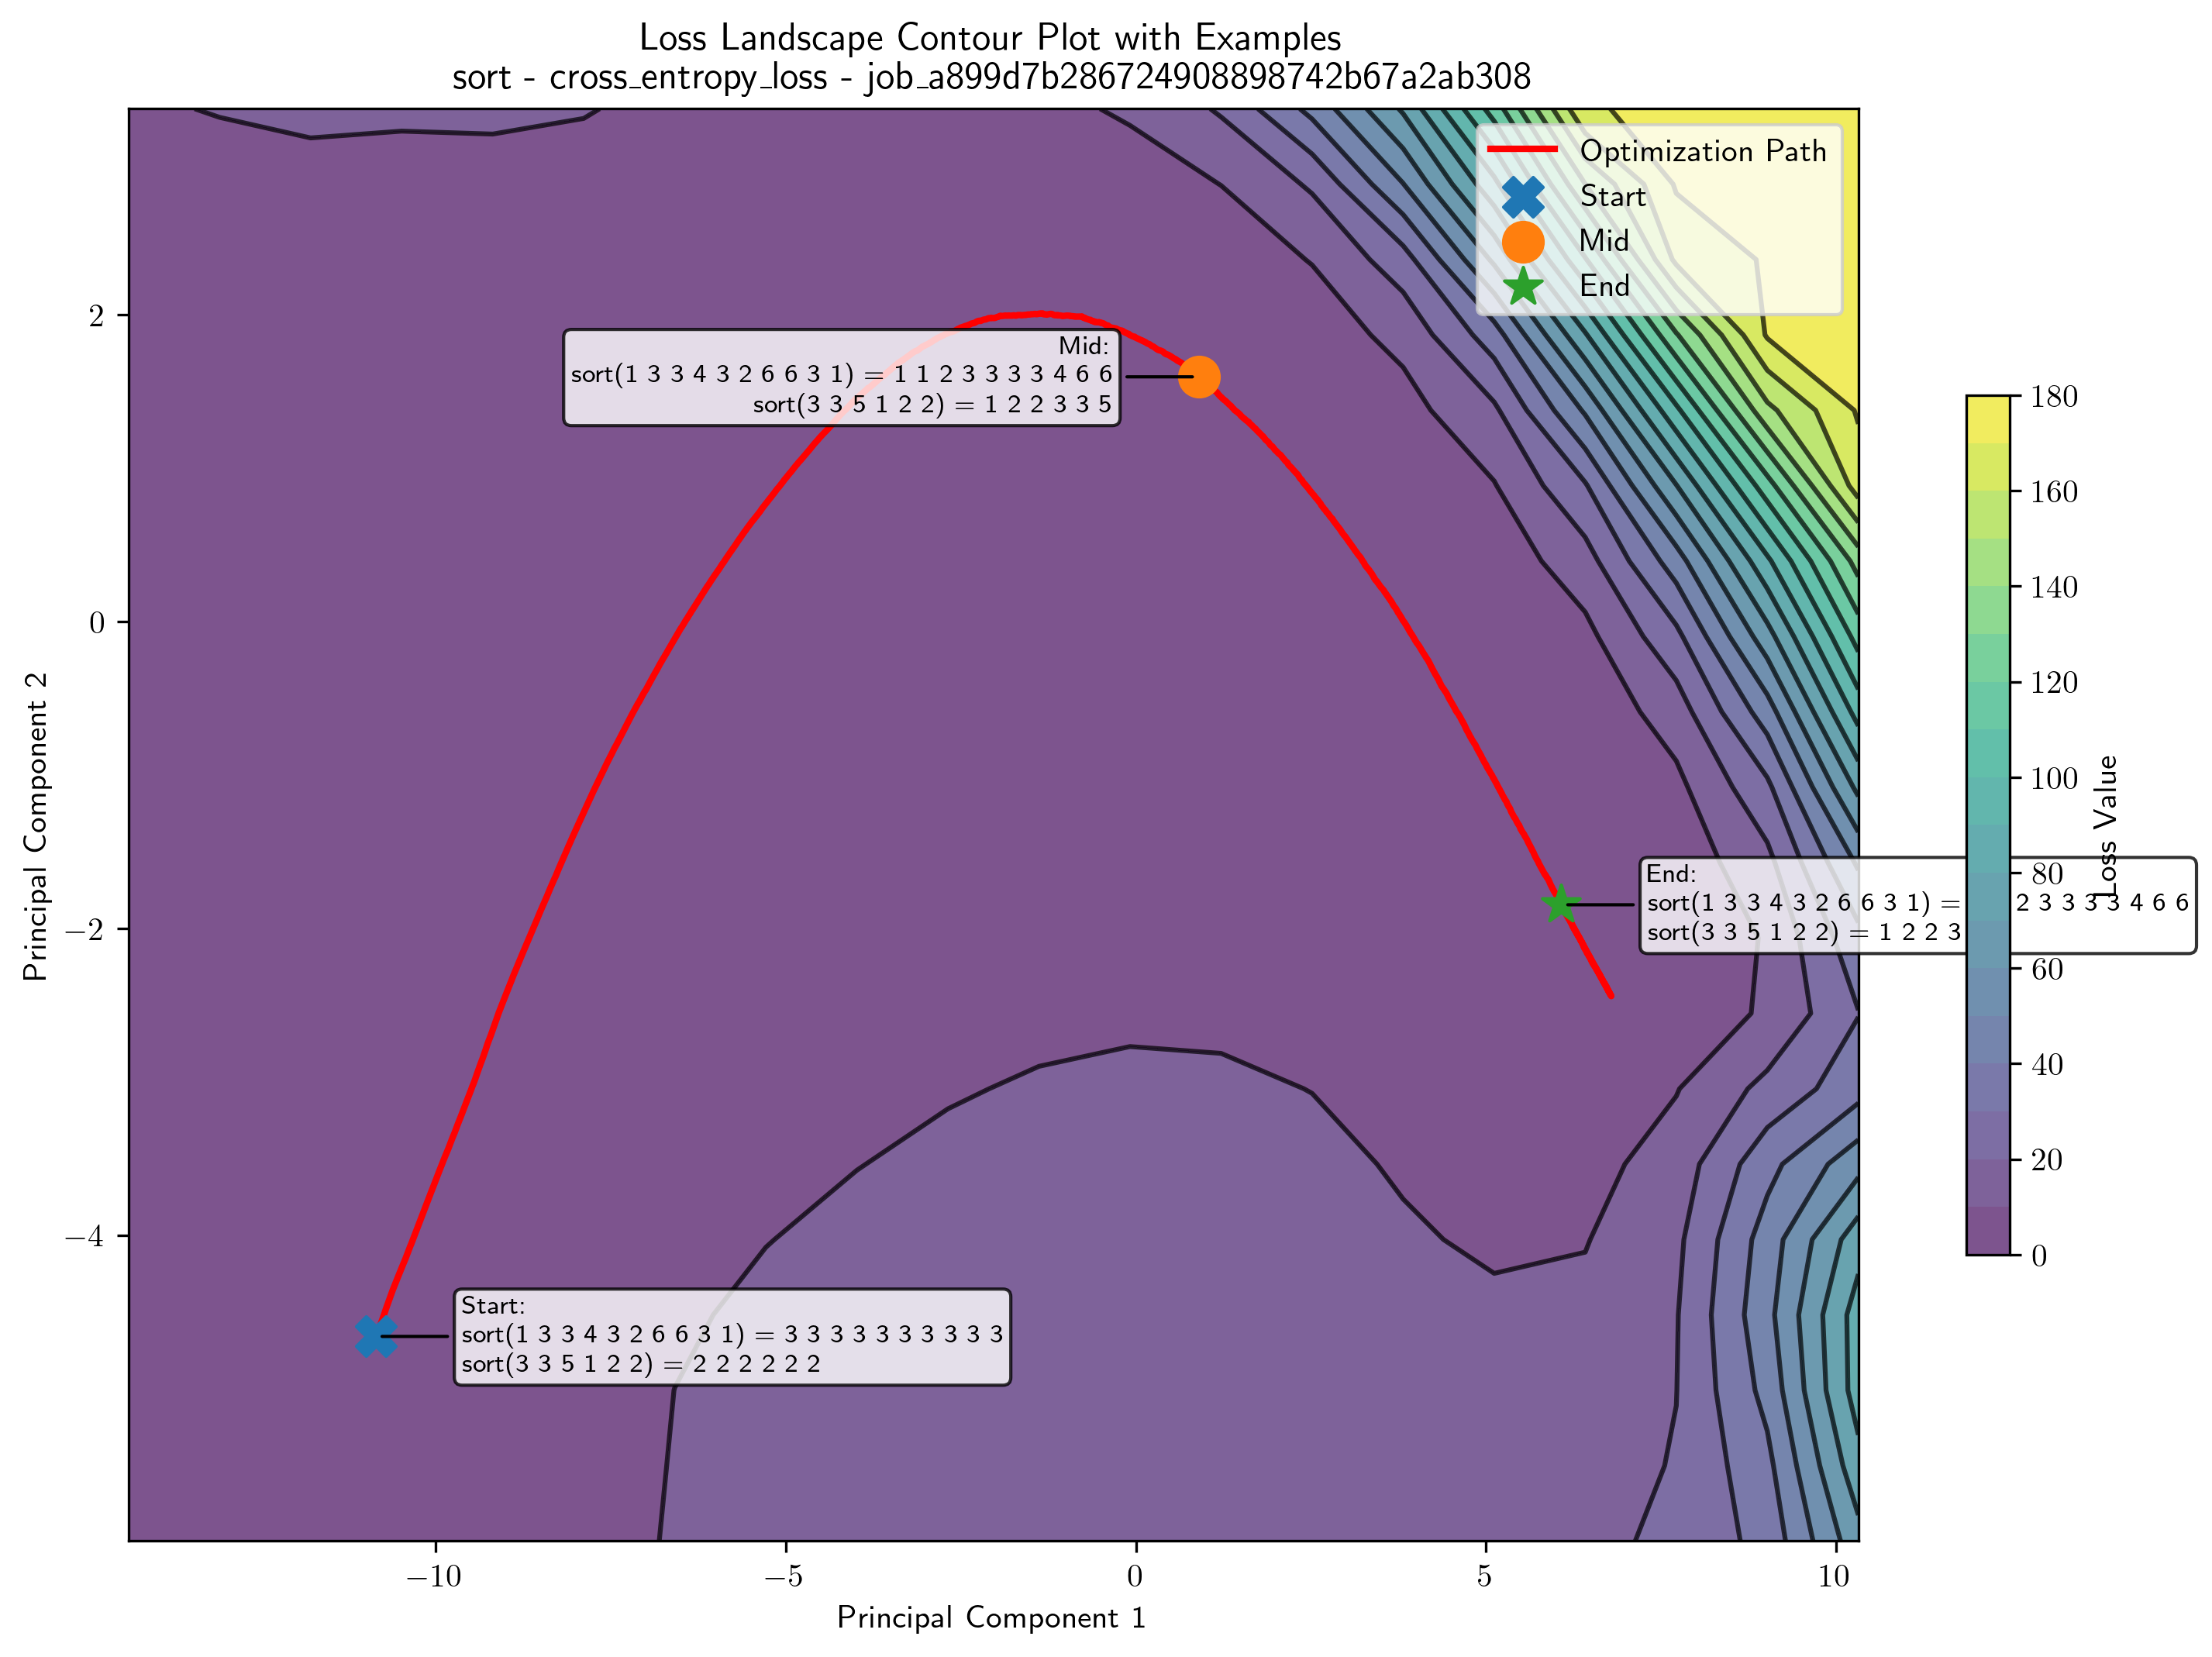 Loss Landscape Contour Plot with Examples
sort - cross_entropy_loss - job_a899d7b286724908898742b67a2ab308
Optimization Path
Start
Mid
End
Mid:
sort(1 3 3 4 3 2 6 6 3 1) = 1 1 2 3 3 3 3 4 6 6
sort(3 3 5 1 2 2) = 1 2 2 3 3 5
End:
sort(1 3 3 4 3 2 6 6 3 1) = 2 3 3 3 3 4 6 6
sort(3 3 5 1 2 2) = 1 2 2 3
Start:
sort(1 3 3 4 3 2 6 6 3 1) = 3 3 3 3 3 3 3 3 3 3
sort(3 3 5 1 2 2) = 2 2 2 2 2 2
2
0
−2
−4
Principal Component 2
−10
−5
0
5
10
Principal Component 1
180
160
140
120
100
80
60
40
20
0
Loss Value